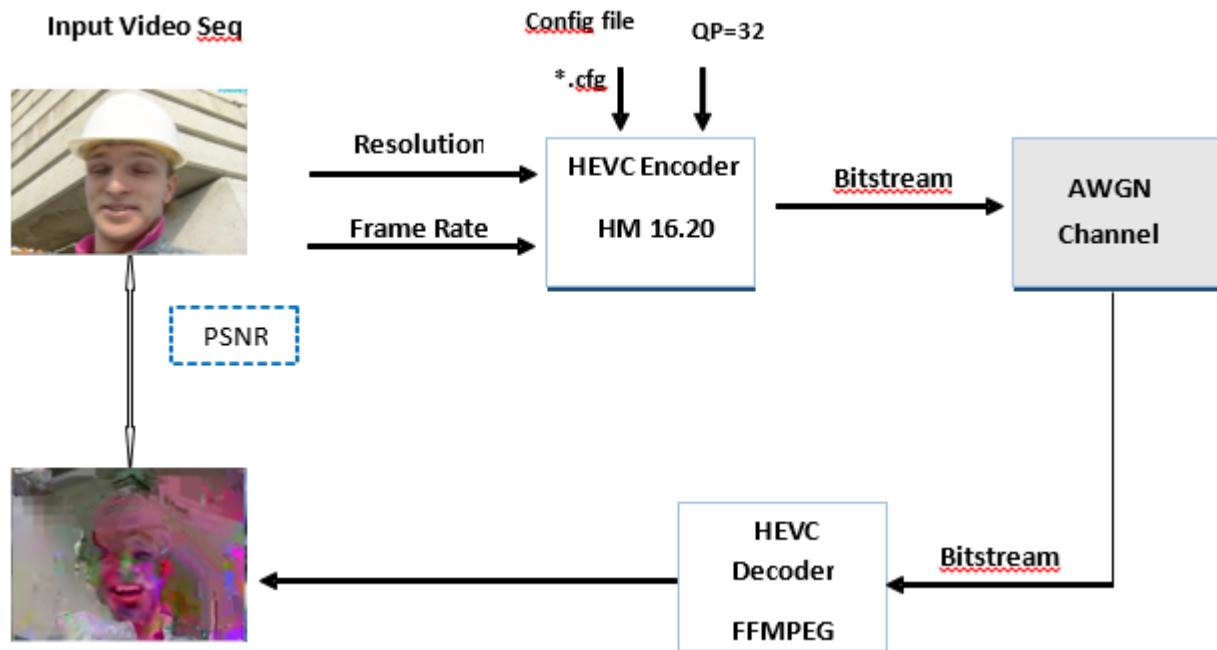 Input Video Seq
Config file
*.cfg
QP=32
Resolution
Frame Rate
HEVC Encoder
HM 16.20
Bitstream
AWGN
Channel
PSNR
HEVC
Decoder
FFMPEG
Bitstream